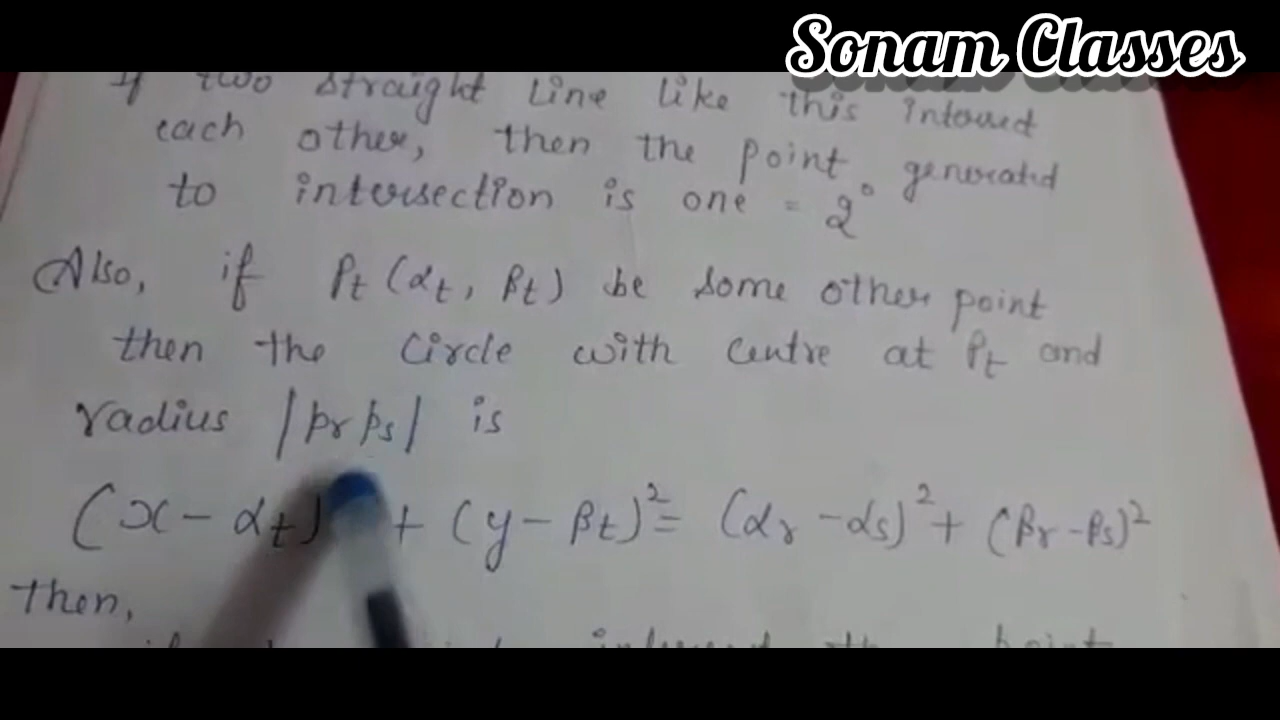 Sonam Classes
If two straight line like this
each other, then the point generated
to intersection is one = 2°
Also, if Pt (αt, βt) be some other point
then the circle with centre at Pt and
radius |pr ps| is
(x - αt) + (y - βt)² = (αr - αs)² + (βr - βs)²
then,